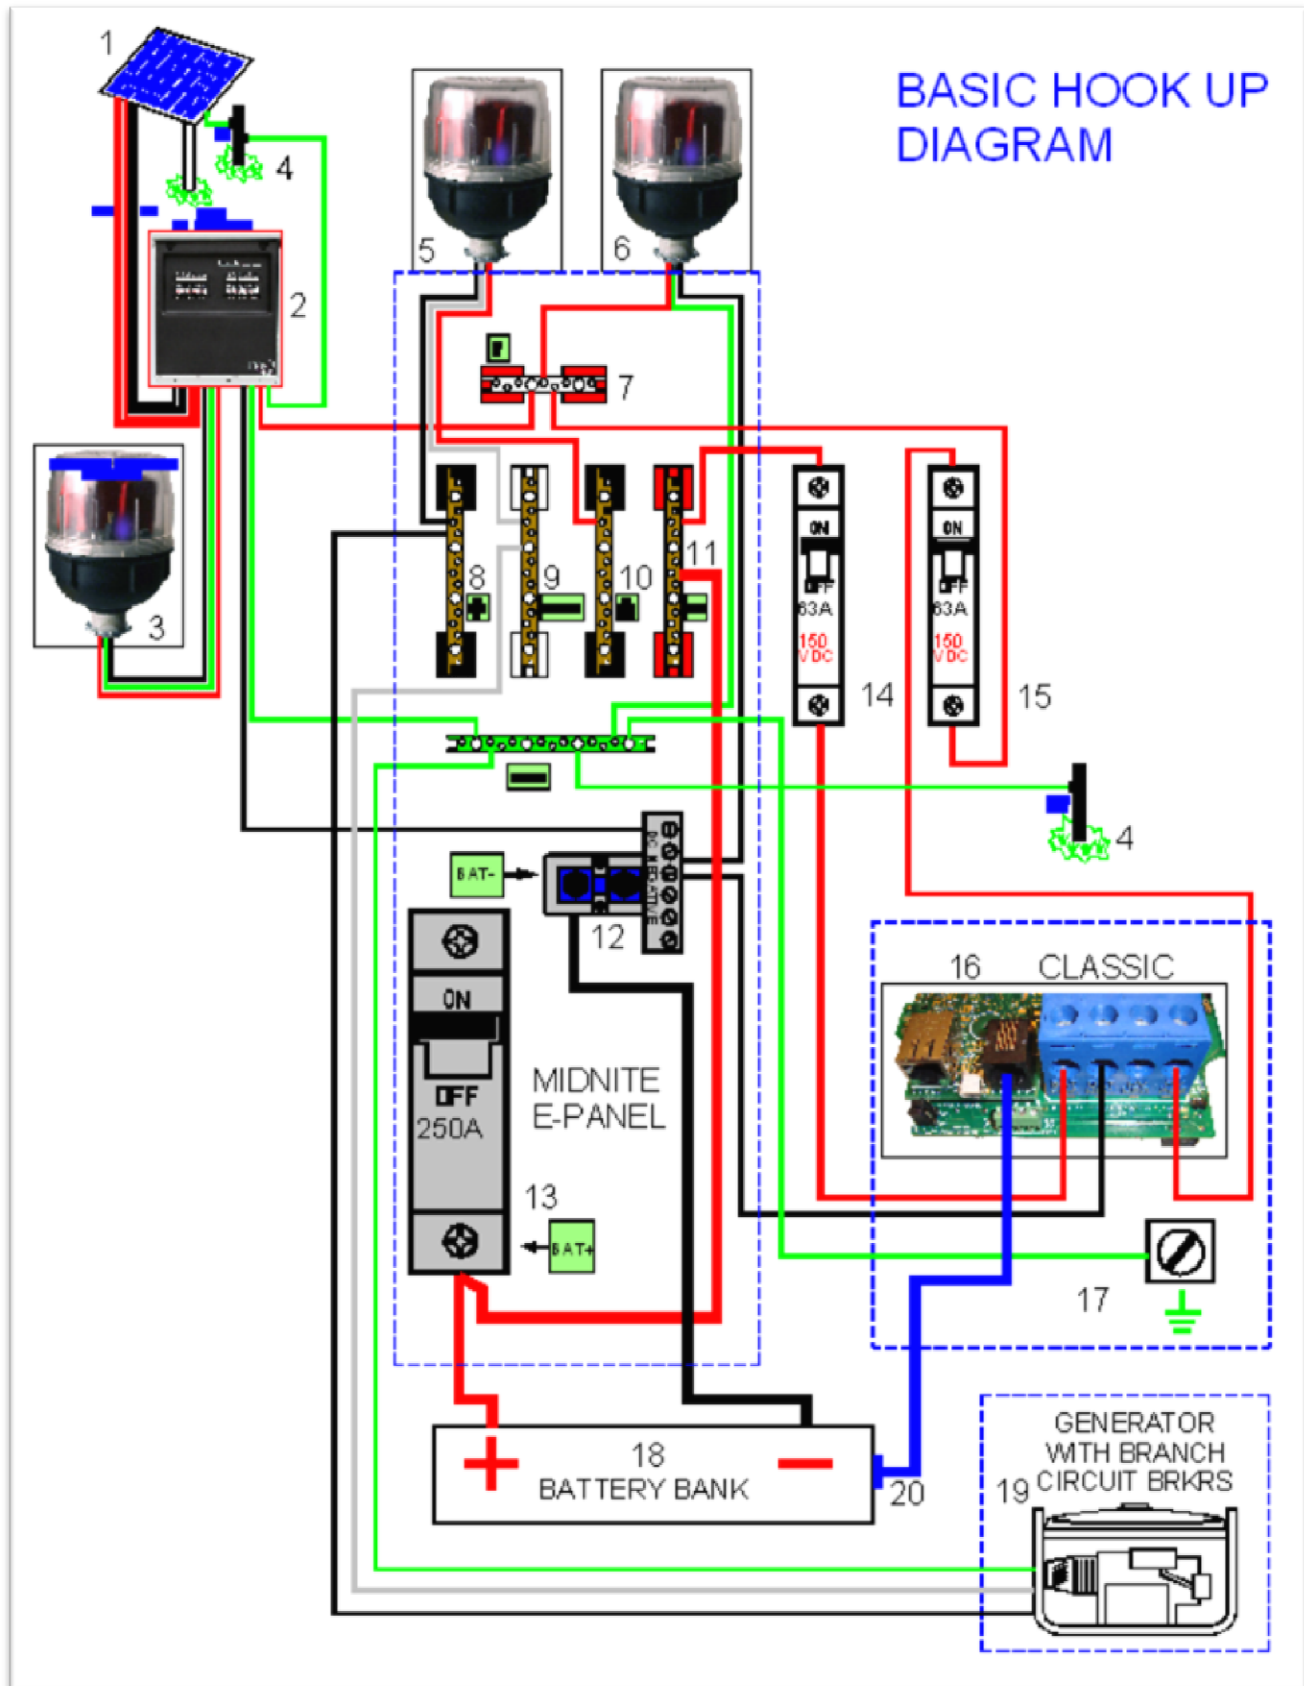 BASIC HOOK UP
DIAGRAM
1
4
2
5
6
3
7
8
9
10
11
ON
OFF
63A
150
VDC
14
ON
OFF
63A
150
VDC
15
4
BAT-
DC NEGATIVE
12
ON
OFF
250A
MIDNITE
E-PANEL
13
BAT+
16
CLASSIC
17
18
BATTERY BANK
20
GENERATOR
WITH BRANCH
CIRCUIT BRKRS
19